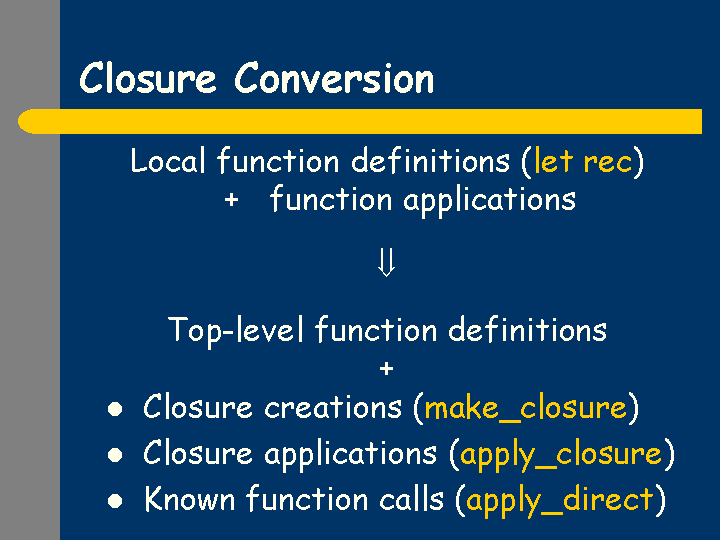 Closure Conversion
Local function definitions (let rec)
+ function applications
⇓
Top-level function definitions
+
● Closure creations (make_closure)
● Closure applications (apply_closure)
● Known function calls (apply_direct)